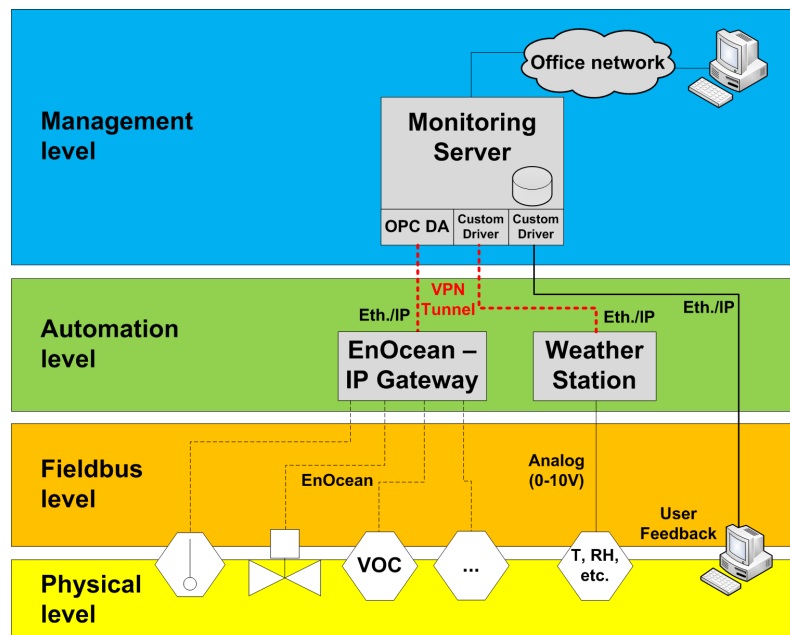 Office network
Management
level
Monitoring
Server
OPC DA
Custom
Driver
Custom
Driver
VPN
Tunnel
Eth./IP
Eth./IP
Eth./IP
Automation
level
EnOcean –
IP Gateway
Weather
Station
Fieldbus
level
EnOcean
Analog
(0-10V)
User
Feedback
VOC
...
T, RH,
etc.
Physical
level